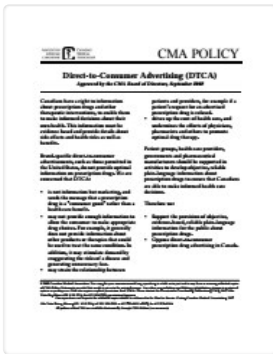 CMA POLICY
Direct-to-Consumer Advertising (DTCA)
Approved by the CMA Board of Directors, September 2002
Canadians have a right to information
about prescription drugs and other
therapeutic interventions, to enable them
to make informed decisions about their
own health. This information must be
evidence based and provide details about
side effects and health risks as well as
benefits.
Brand-specific direct-to-consumer
advertisements, such as those permitted in
the United States, do not provide optimal
information on prescription drugs. We are
concerned that DTCA:
• is not information but marketing, and
sends the message that a prescription
drug is a "consumer good" rather than a
health care benefit.
• may not provide enough information to
allow the consumer to make appropriate
drug choices. For example, it generally
does not provide information about
other products or therapies that could
be used to treat the same condition. In
addition, it may stimulate demand by
exaggerating the risks of a disease and
generating unnecessary fear.
• may strain the relationship between
patients and providers, for example if a
patient's request for an advertised
prescription drug is refused.
• drives up the cost of health care, and
undermines the efforts of physicians,
pharmacists and others to promote
optimal drug therapy.
Patient groups, health care providers,
governments and pharmaceutical
manufacturers should be supported in
activities to develop objective, reliable
plain-language information about
prescription drugs to ensure that Canadians
are able to make informed health care
decisions.
Therefore we:
• Support the provision of objective,
evidence-based, reliable plain-language
information for the public about
prescription drugs.
• Oppose direct-to-consumer
prescription drug advertising in Canada.